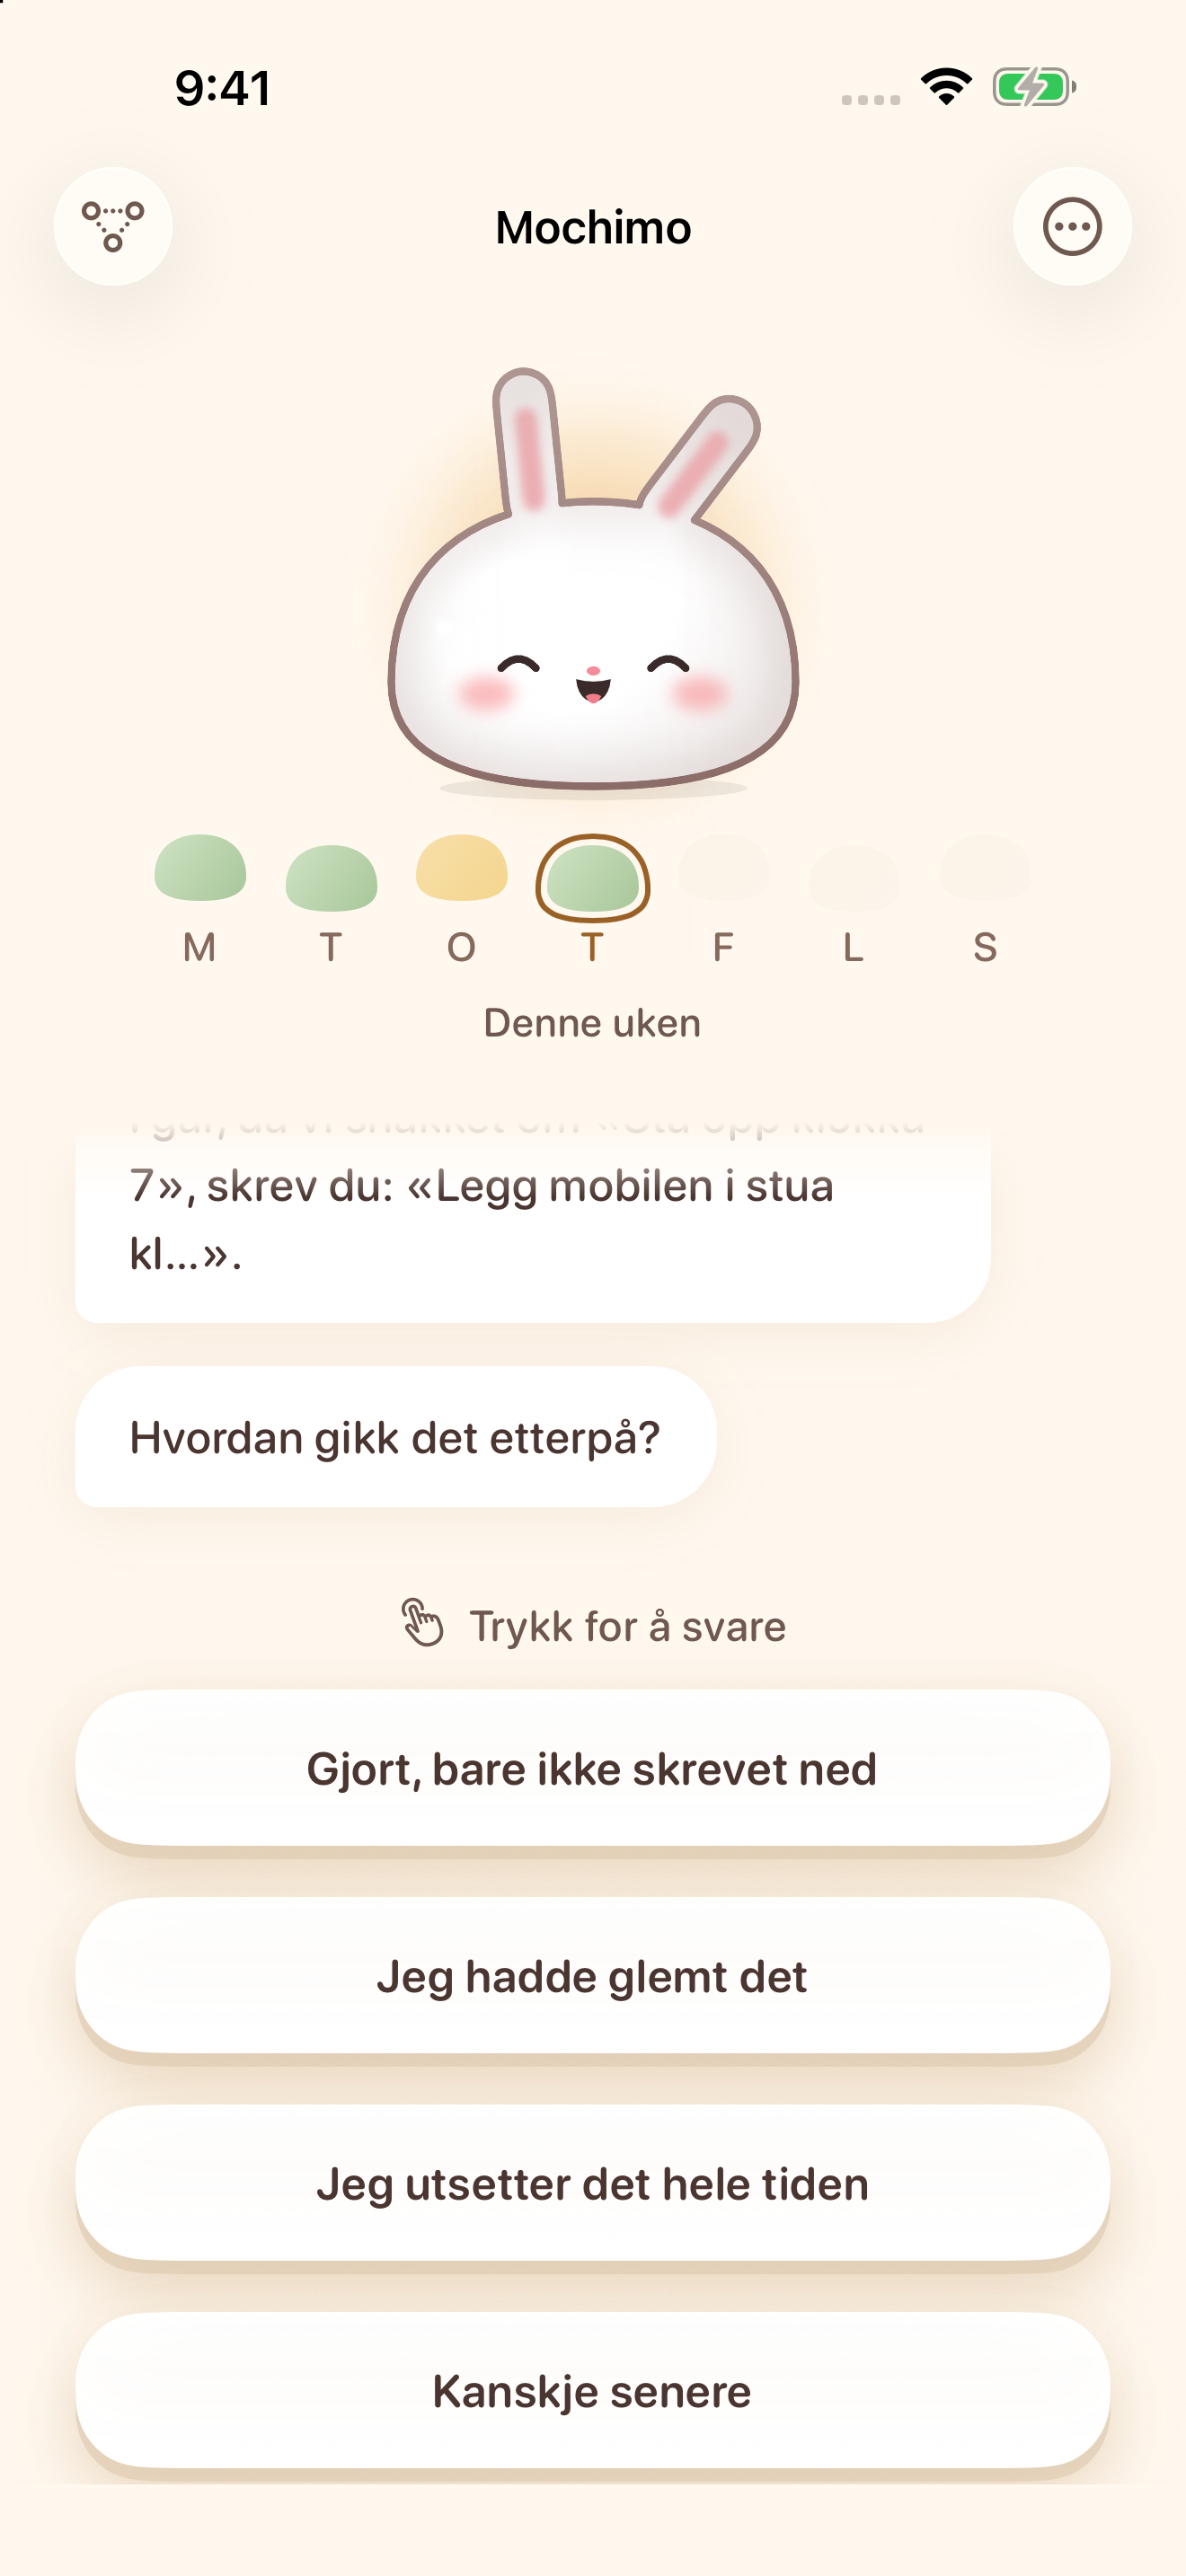 9:41
Mochimo
M T O T F L S
Denne uken
7», skrev du: «Legg mobilen i stua
kl...».
Hvordan gikk det etterpå?
Trykk for å svare
Gjort, bare ikke skrevet ned
Jeg hadde glemt det
Jeg utsetter det hele tiden
Kanskje senere